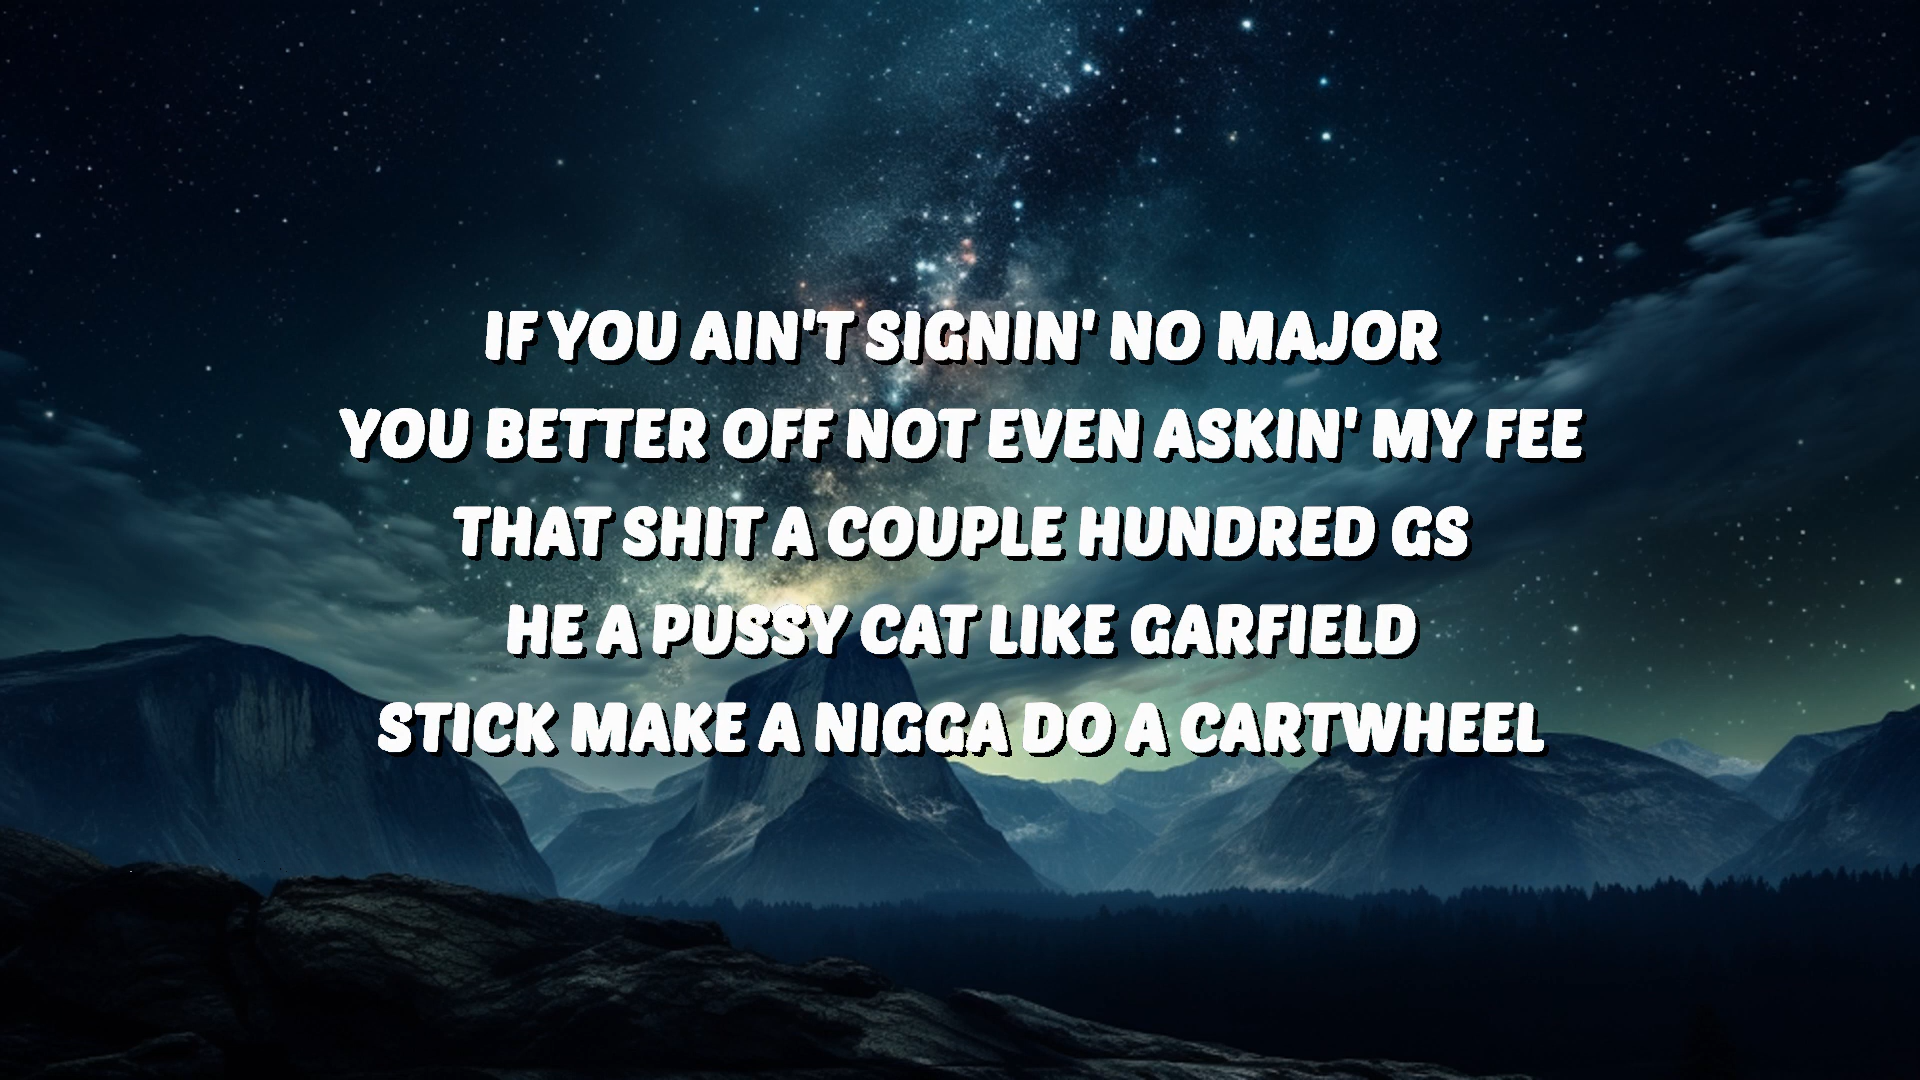 IF YOU AIN'T SIGNIN' NO MAJOR
YOU BETTER OFF NOT EVEN ASKIN' MY FEE
THAT SHIT A COUPLE HUNDRED GS
HE A PUSSY CAT LIKE GARFIELD
STICK MAKE A NIGGA DO A CARTWHEEL